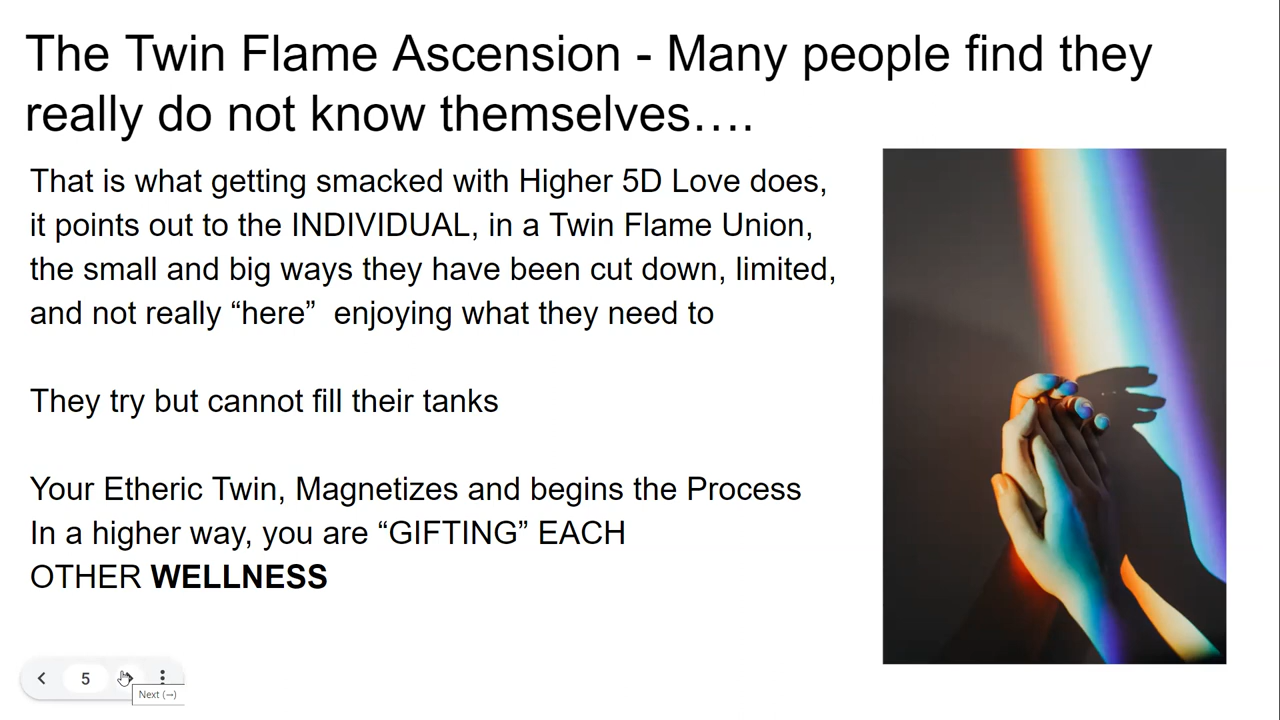 The Twin Flame Ascension - Many people find they
really do not know themselves….
That is what getting smacked with Higher 5D Love does,
it points out to the INDIVIDUAL, in a Twin Flame Union,
the small and big ways they have been cut down, limited,
and not really “here”  enjoying what they need to
They try but cannot fill their tanks
Your Etheric Twin, Magnetizes and begins the Process
In a higher way, you are “GIFTING” EACH
OTHER WELLNESS
5
Next (→)